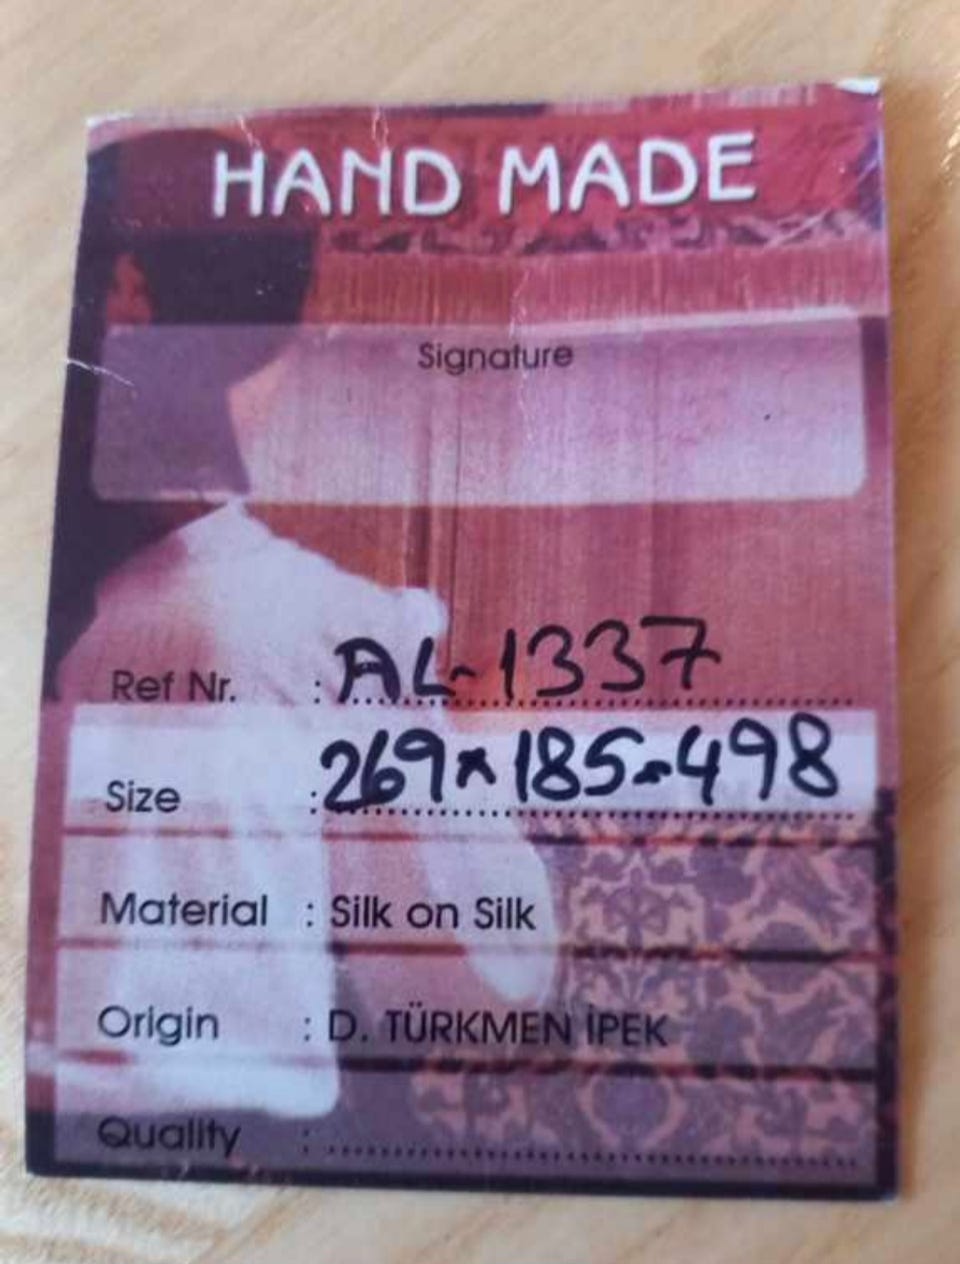 HAND MADE
Signature
Ref Nr. : AL-1337
Size : 269x185=498
Material : Silk on Silk
Origin : D. TÜRKMEN İPEK
Quality :